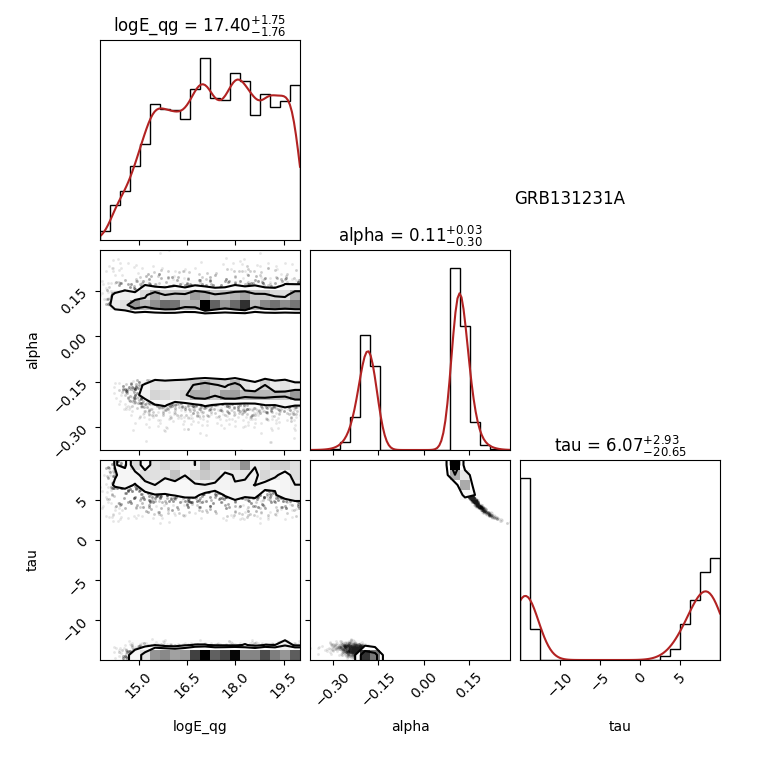 logE_qg = 17.40+1.75 −1.76
GRB131231A
alpha = 0.11+0.03 −0.30
0.15
0.00
−0.15
−0.30
alpha
tau = 6.07+2.93 −20.65
5
0
−5
−10
tau
15.0 16.5 18.0 19.5
−0.30 −0.15 0.00 0.15
−10 −5 0 5
logE_qg alpha tau